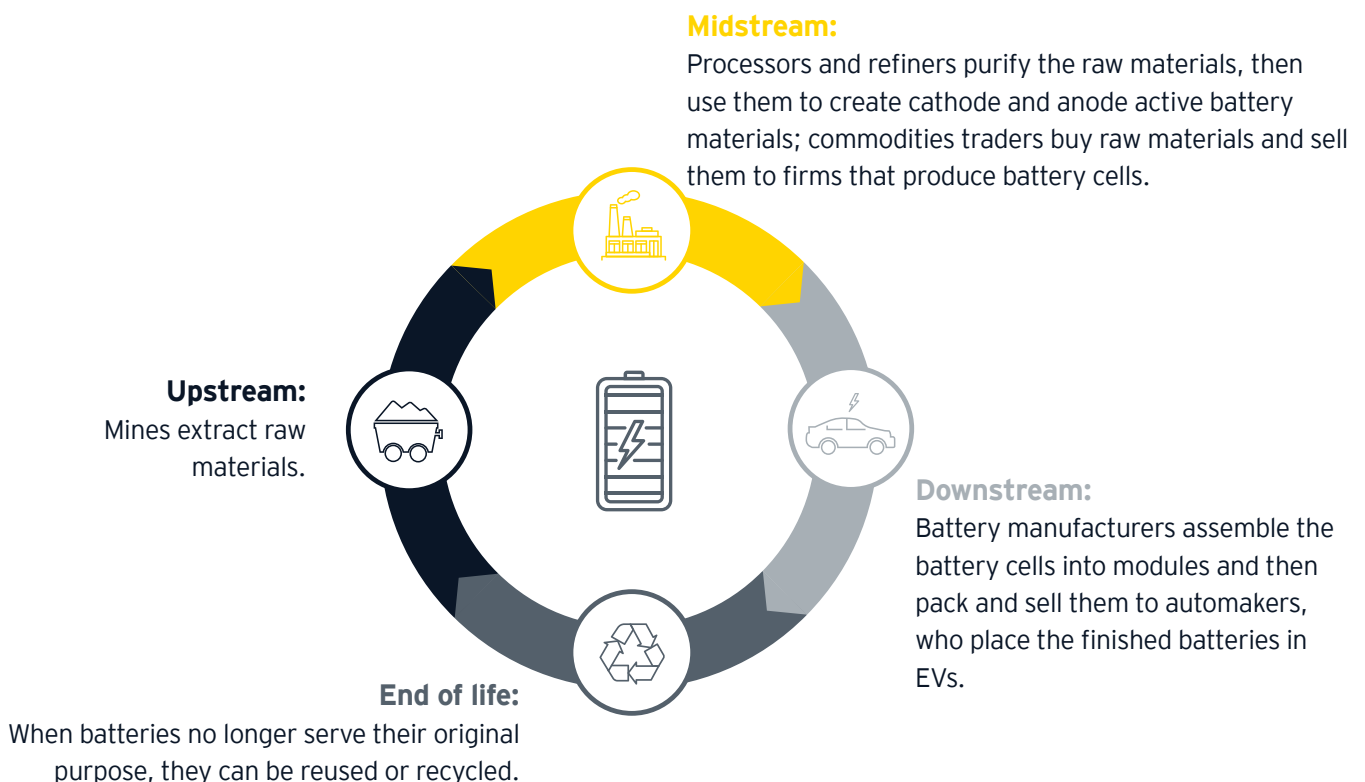 Midstream:
Processors and refiners purify the raw materials, then
use them to create cathode and anode active battery
materials; commodities traders buy raw materials and sell
them to firms that produce battery cells.
Upstream:
Mines extract raw
materials.
Downstream:
Battery manufacturers assemble the
battery cells into modules and then
pack and sell them to automakers,
who place the finished batteries in
EVs.
End of life:
When batteries no longer serve their original
purpose, they can be reused or recycled.